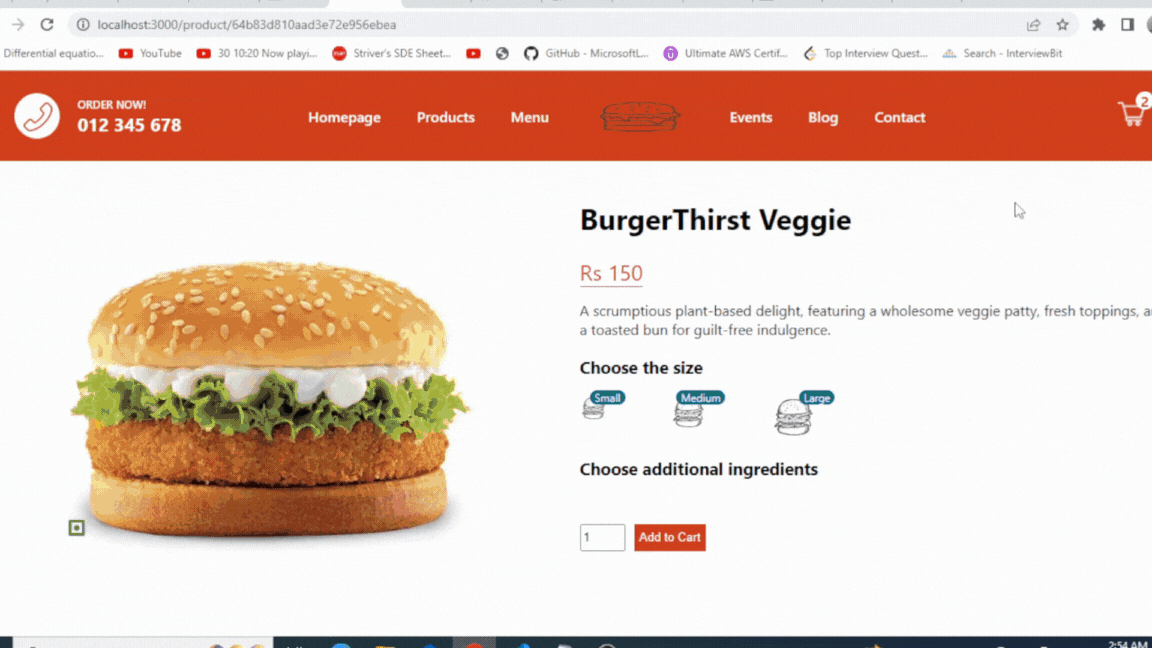 localhost:3000/product/64b83d810aad3e72e956ebea
Differential equatio... YouTube 30 10:20 Now playi... Striver's SDE Sheet... GitHub - MicrosoftL... Ultimate AWS Certif... Top Interview Quest... Search - InterviewBit
ORDER NOW!
012 345 678
Homepage Products Menu Events Blog Contact 2
BurgerThirst Veggie
Rs 150
A scrumptious plant-based delight, featuring a wholesome veggie patty, fresh toppings,
a toasted bun for guilt-free indulgence.
Choose the size
Small Medium Large
Choose additional ingredients
1 Add to Cart
2:54 AM